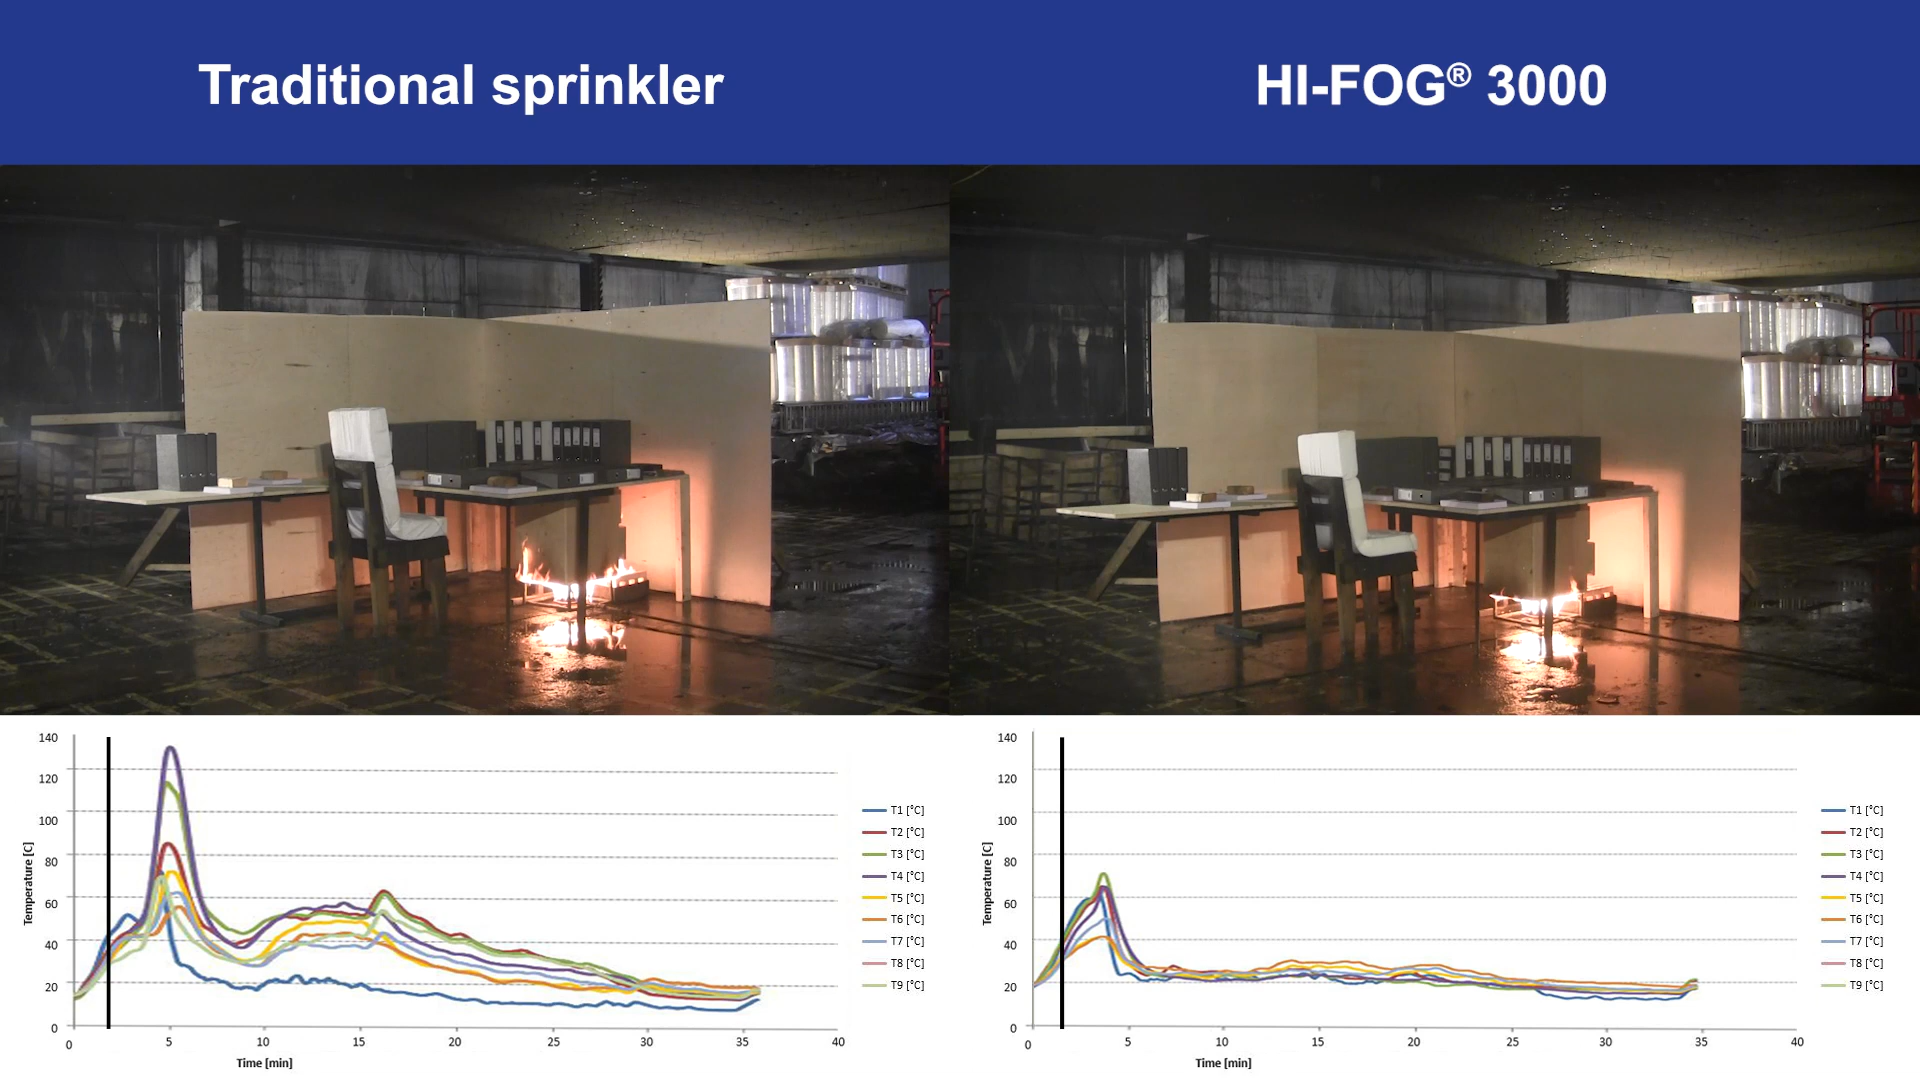 Traditional sprinkler
HI-FOG® 3000
140
120
100
80
60
40
20
0
Temperature [C]
0 5 10 15 20 25 30 35 40
Time [min]
T1 [°C]
T2 [°C]
T3 [°C]
T4 [°C]
T5 [°C]
T6 [°C]
T7 [°C]
T8 [°C]
T9 [°C]
140
120
100
80
60
40
20
0
Temperature [C]
0 5 10 15 20 25 30 35 40
Time [min]
T1 [°C]
T2 [°C]
T3 [°C]
T4 [°C]
T5 [°C]
T6 [°C]
T7 [°C]
T8 [°C]
T9 [°C]